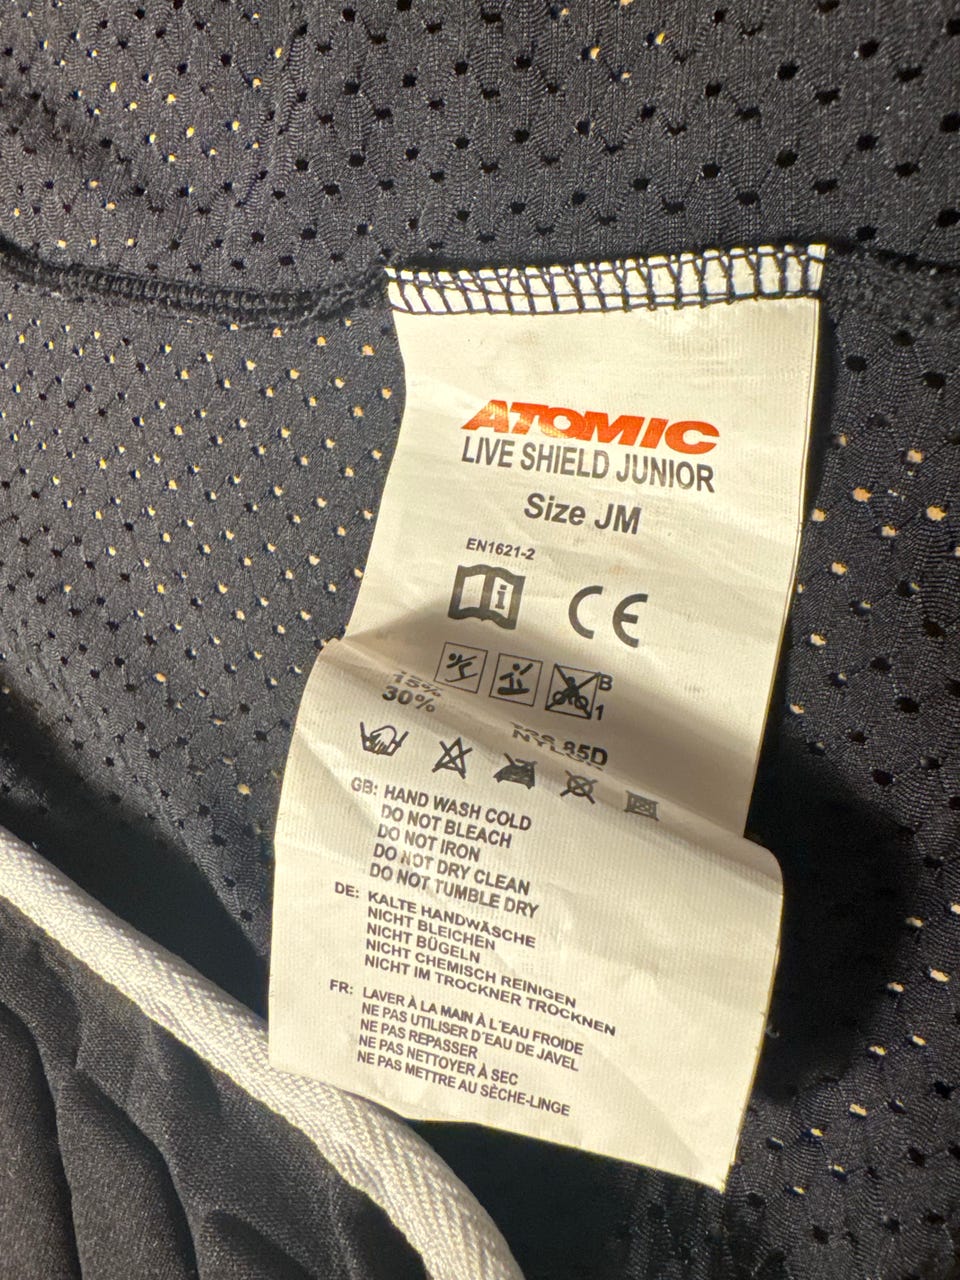 ATOMIC
LIVE SHIELD JUNIOR
Size JM
EN1621-2
i
CE
B
1
15%
30%
85D
GB: HAND WASH COLD
DO NOT BLEACH
DO NOT IRON
DO NOT DRY CLEAN
DO NOT TUMBLE DRY
DE: KALTE HANDWÄSCHE
NICHT BLEICHEN
NICHT BÜGELN
NICHT CHEMISCH REINIGEN
NICHT IM TROCKNER TROCKNEN
FR: LAVER À LA MAIN À L´EAU FROIDE
NE PAS UTILISER D´EAU DE JAVEL
NE PAS REPASSER
NE PAS NETTOYER À SEC
NE PAS METTRE AU SÈCHE-LINGE